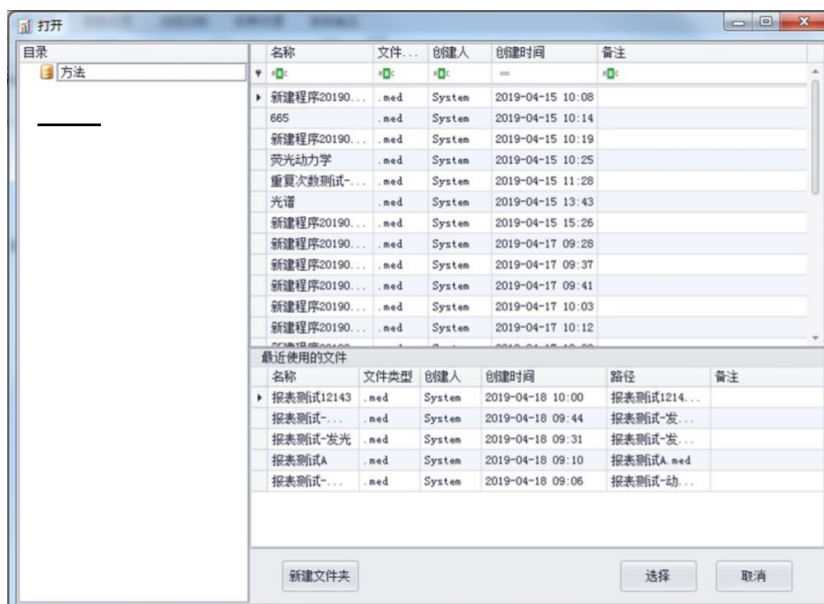 打开
目录
方法
名称 文件... 创建人 创建时间 备注
新建程序20190... .med System 2019-04-15 10:08
665 .med System 2019-04-15 10:14
新建程序20190... .med System 2019-04-15 10:19
荧光动力学 .med System 2019-04-15 10:25
重复次数测试-... .med System 2019-04-15 11:28
光谱 .med System 2019-04-15 13:43
新建程序20190... .med System 2019-04-15 15:26
新建程序20190... .med System 2019-04-17 09:28
新建程序20190... .med System 2019-04-17 09:37
新建程序20190... .med System 2019-04-17 09:41
新建程序20190... .med System 2019-04-17 10:03
新建程序20190... .med System 2019-04-17 10:12
最近使用的文件
名称 文件类型 创建人 创建时间 路径 备注
报表测试12143 .med System 2019-04-18 10:00 报表测试1214...
报表测试-... .med System 2019-04-18 09:44 报表测试-发...
报表测试-发光 .med System 2019-04-18 09:31 报表测试-发...
报表测试A .med System 2019-04-18 09:10 报表测试A.med
报表测试-... .med System 2019-04-18 09:06 报表测试-动...
新建文件夹 选择 取消